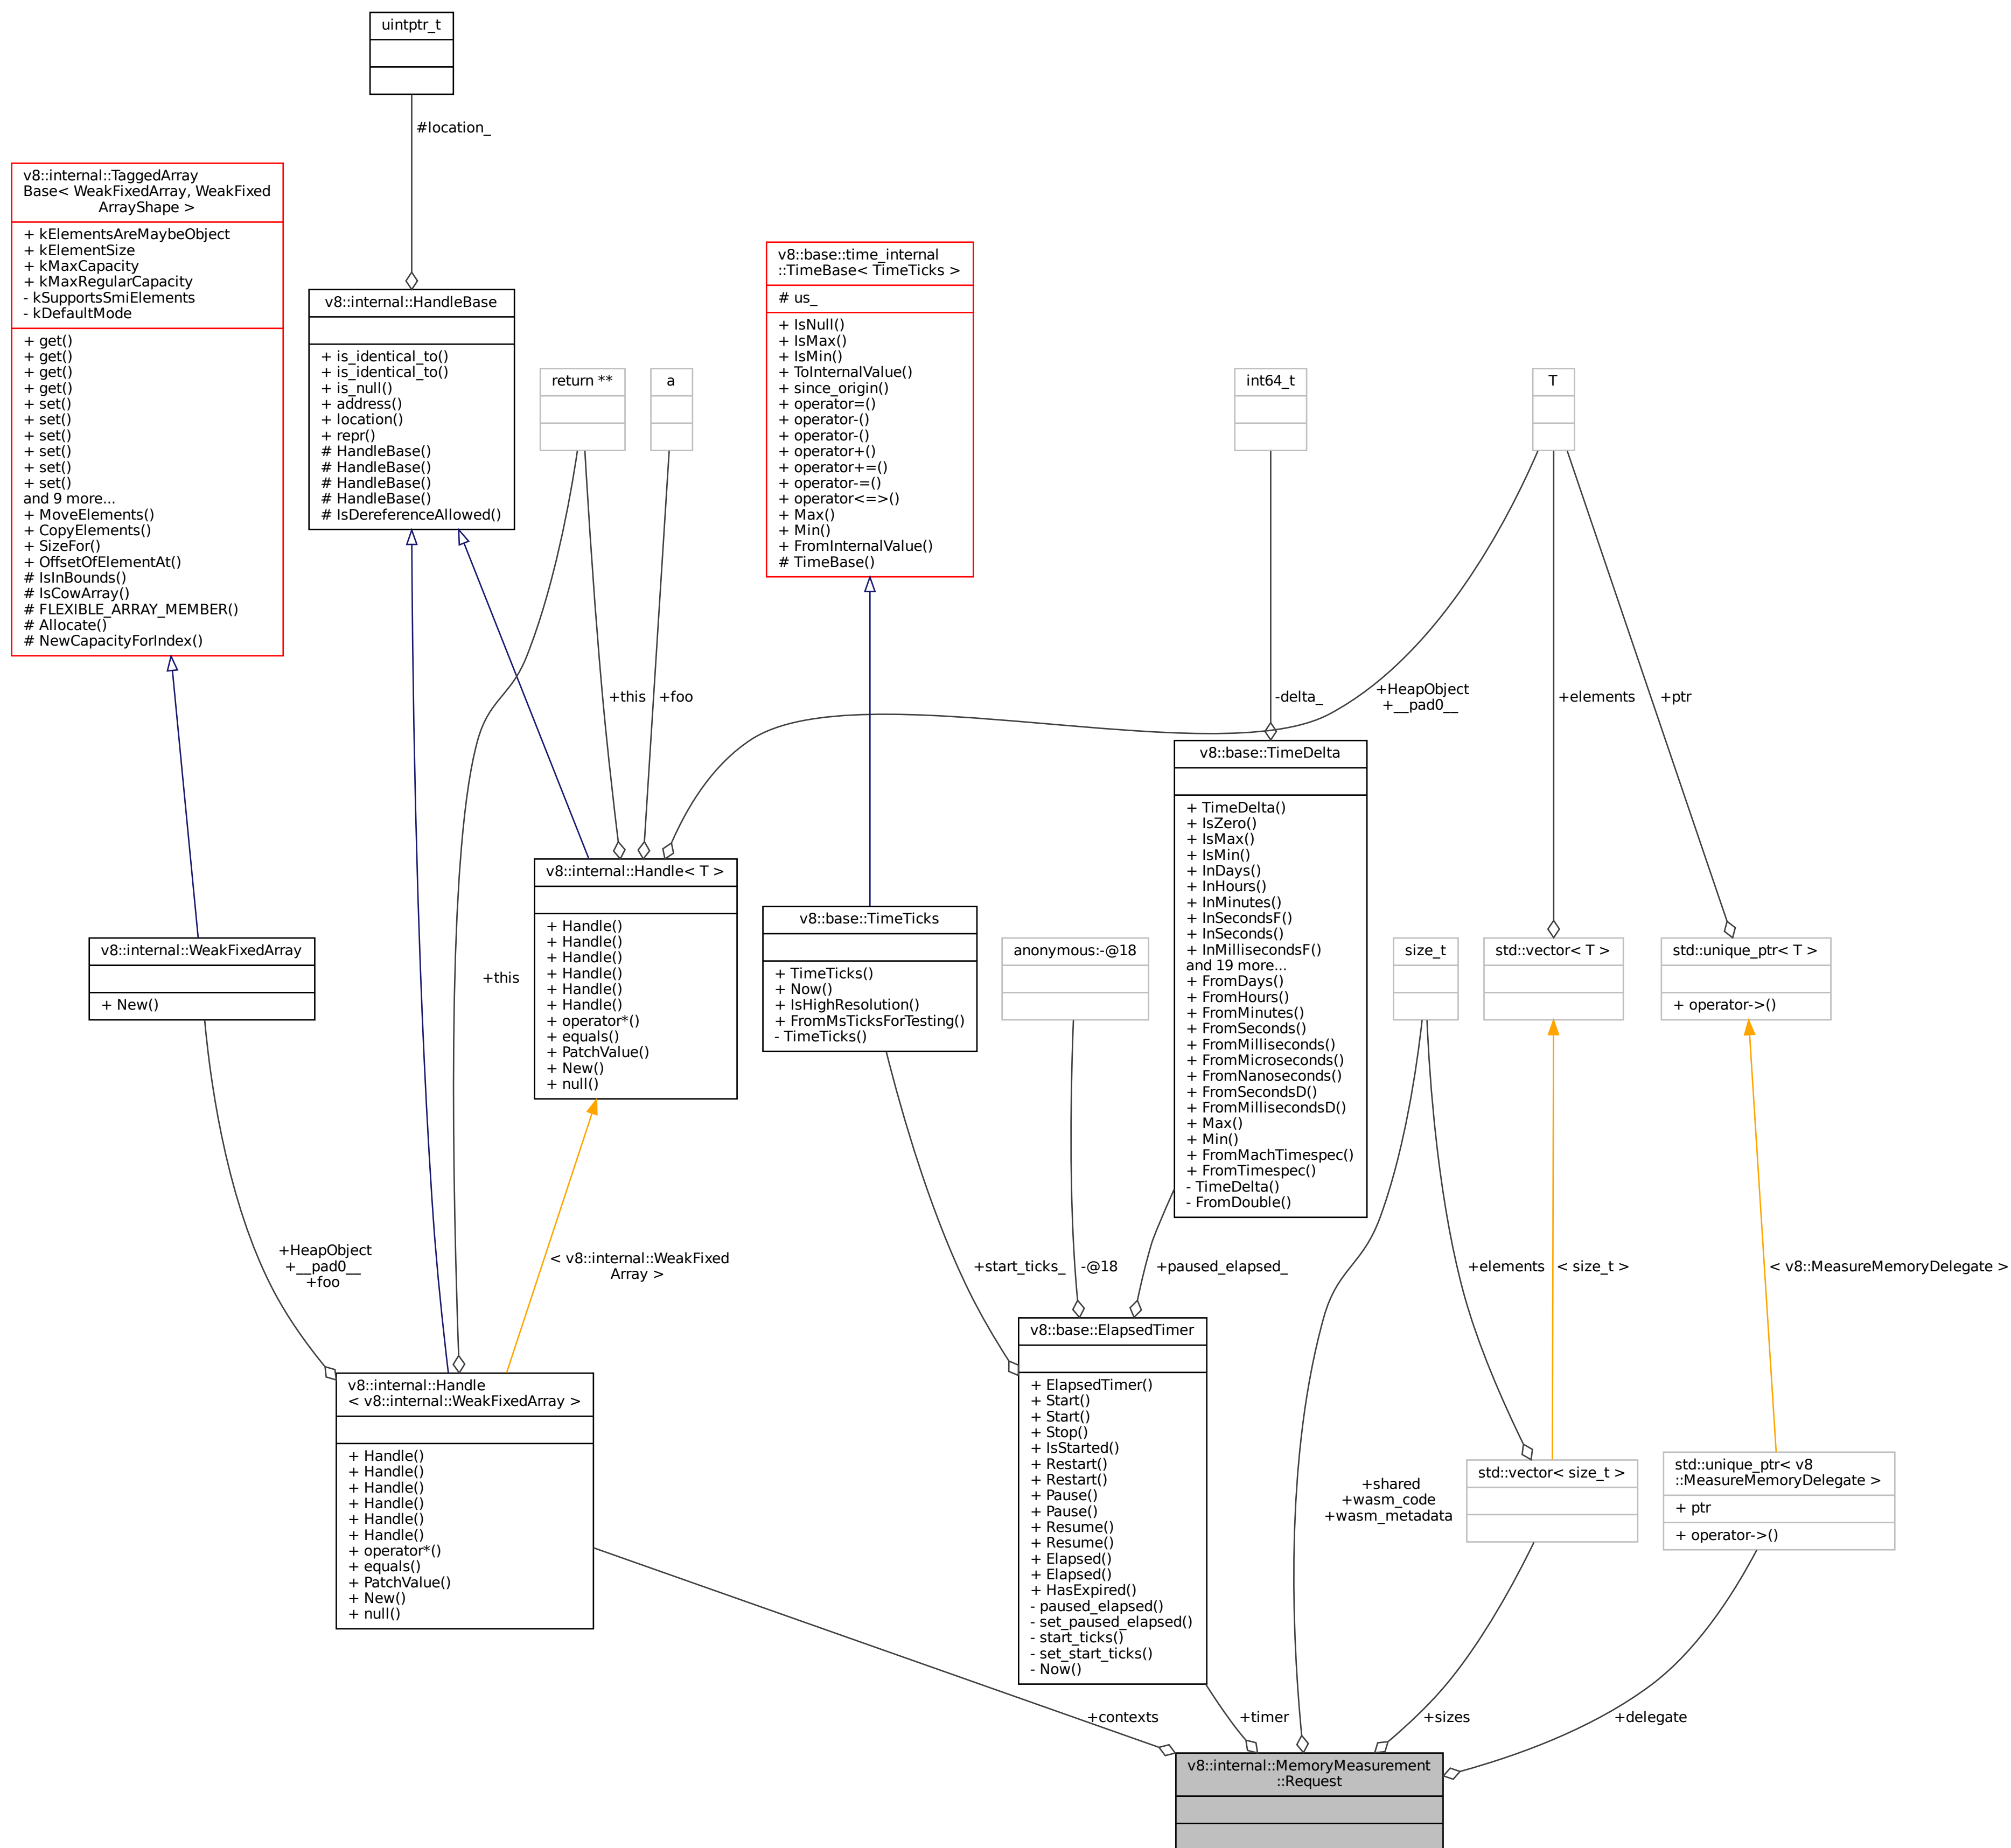 uintptr_t
#location_
v8::internal::TaggedArray
Base< WeakFixedArray, WeakFixed
ArrayShape >
+ kElementsAreMaybeObject
+ kElementSize
+ kMaxCapacity
+ kMaxRegularCapacity
- kSupportsSmiElements
- kDefaultMode
+ get()
+ get()
+ get()
+ get()
+ set()
+ set()
+ set()
+ set()
+ set()
+ set()
and 9 more...
+ MoveElements()
+ CopyElements()
+ SizeFor()
+ OffsetOfElementAt()
# IsInBounds()
# IsCowArray()
# FLEXIBLE_ARRAY_MEMBER()
# Allocate()
# NewCapacityForIndex()
v8::internal::HandleBase
+ is_identical_to()
+ is_identical_to()
+ is_null()
+ address()
+ location()
+ repr()
# HandleBase()
# HandleBase()
# HandleBase()
# HandleBase()
# IsDereferenceAllowed()
return **
a
v8::base::time_internal
::TimeBase< TimeTicks >
# us_
+ IsNull()
+ IsMax()
+ IsMin()
+ ToInternalValue()
+ since_origin()
+ operator=()
+ operator-()
+ operator-()
+ operator+()
+ operator+=()
+ operator-=()
+ operator<=>()
+ Max()
+ Min()
+ FromInternalValue()
# TimeBase()
int64_t
T
+this
+foo
-delta_
+HeapObject
+__pad0__
+elements
+ptr
v8::base::TimeDelta
+ TimeDelta()
+ IsZero()
+ IsMax()
+ IsMin()
+ InDays()
+ InHours()
+ InMinutes()
+ InSecondsF()
+ InSeconds()
+ InMillisecondsF()
and 19 more...
+ FromDays()
+ FromHours()
+ FromMinutes()
+ FromSeconds()
+ FromMilliseconds()
+ FromMicroseconds()
+ FromNanoseconds()
+ FromSecondsD()
+ FromMillisecondsD()
+ Max()
+ Min()
+ FromMachTimespec()
+ FromTimespec()
- TimeDelta()
- FromDouble()
v8::internal::Handle< T >
+ Handle()
+ Handle()
+ Handle()
+ Handle()
+ Handle()
+ Handle()
+ operator*()
+ equals()
+ PatchValue()
+ New()
+ null()
v8::base::TimeTicks
+ TimeTicks()
+ Now()
+ IsHighResolution()
+ FromMsTicksForTesting()
- TimeTicks()
v8::internal::WeakFixedArray
+ New()
+this
anonymous:-@18
size_t
std::vector< T >
std::unique_ptr< T >
+ operator->()
+HeapObject
+__pad0__
+foo
< v8::internal::WeakFixed
Array >
+start_ticks_
-@18
+paused_elapsed_
+elements
< size_t >
< v8::MeasureMemoryDelegate >
v8::base::ElapsedTimer
+ ElapsedTimer()
+ Start()
+ Start()
+ Stop()
+ IsStarted()
+ Restart()
+ Restart()
+ Pause()
+ Pause()
+ Resume()
+ Resume()
+ Elapsed()
+ Elapsed()
+ HasExpired()
- paused_elapsed()
- set_paused_elapsed()
- start_ticks()
- set_start_ticks()
- Now()
v8::internal::Handle
< v8::internal::WeakFixedArray >
+ Handle()
+ Handle()
+ Handle()
+ Handle()
+ Handle()
+ Handle()
+ operator*()
+ equals()
+ PatchValue()
+ New()
+ null()
+shared
+wasm_code
+wasm_metadata
std::vector< size_t >
std::unique_ptr< v8
::MeasureMemoryDelegate >
+ ptr
+ operator->()
+contexts
+timer
+sizes
+delegate
v8::internal::MemoryMeasurement
::Request